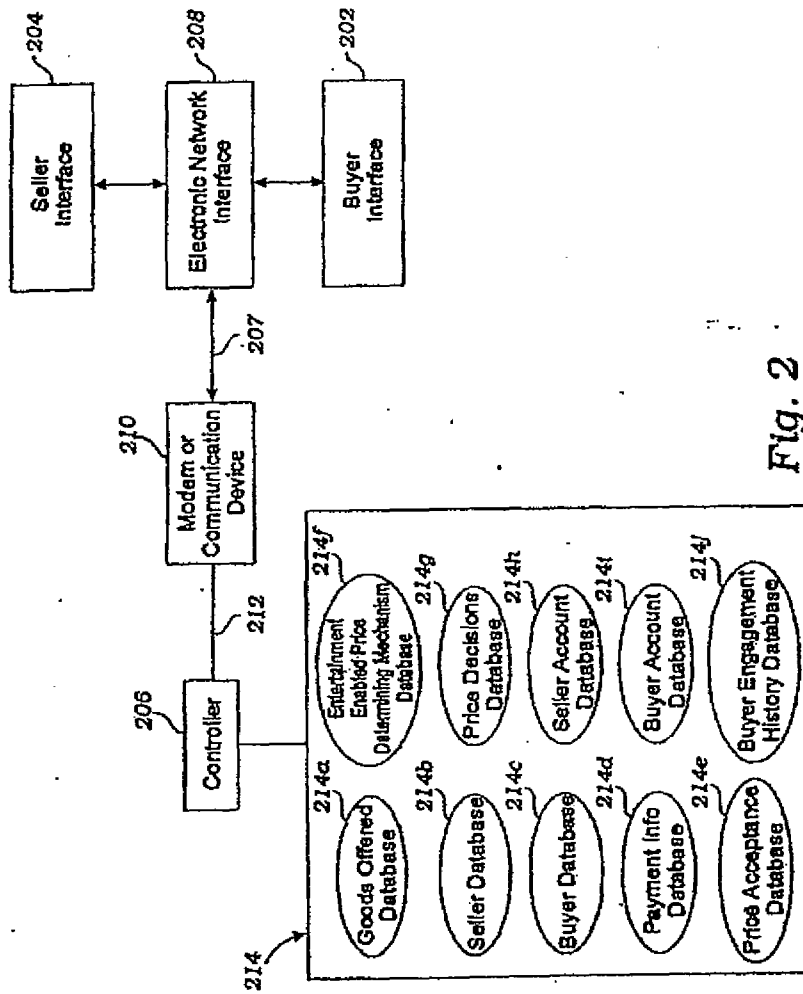 204
Seller
Interface
208
Electronic Network
Interface
202
Buyer
Interface
207
210
Modem or
Communication
Device
212
206
Controller
214
214a
Goods Offered
Database
214b
Seller Database
214c
Buyer Database
214d
Payment Info
Database
214e
Price Acceptance
Database
214f
Entertainment
Enabled Price
Determining Mechanism
Database
214g
Price Decisions
Database
214h
Seller Account
Database
214i
Buyer Account
Database
214j
Buyer Engagement
History Database
Fig. 2